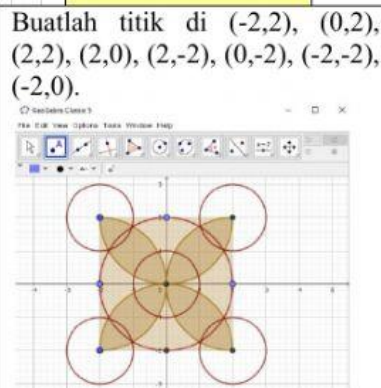 Buatlah titik di (-2,2), (0,2),
(2,2), (2,0), (2,-2), (0,-2), (-2,-2),
(-2,0).
GeoGebra Classic 5
File Edit View Options Tools Window Help